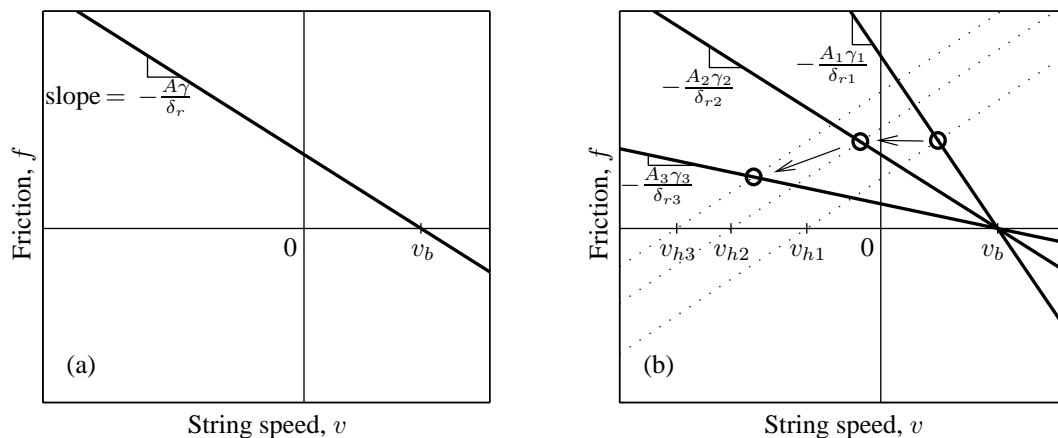 slope = −Aγ/δr
Friction, f
0
vb
(a)
String speed, v
−A1γ1/δr1
−A2γ2/δr2
−A3γ3/δr3
Friction, f
vh3 vh2 vh1 0 vb
(b)
String speed, v